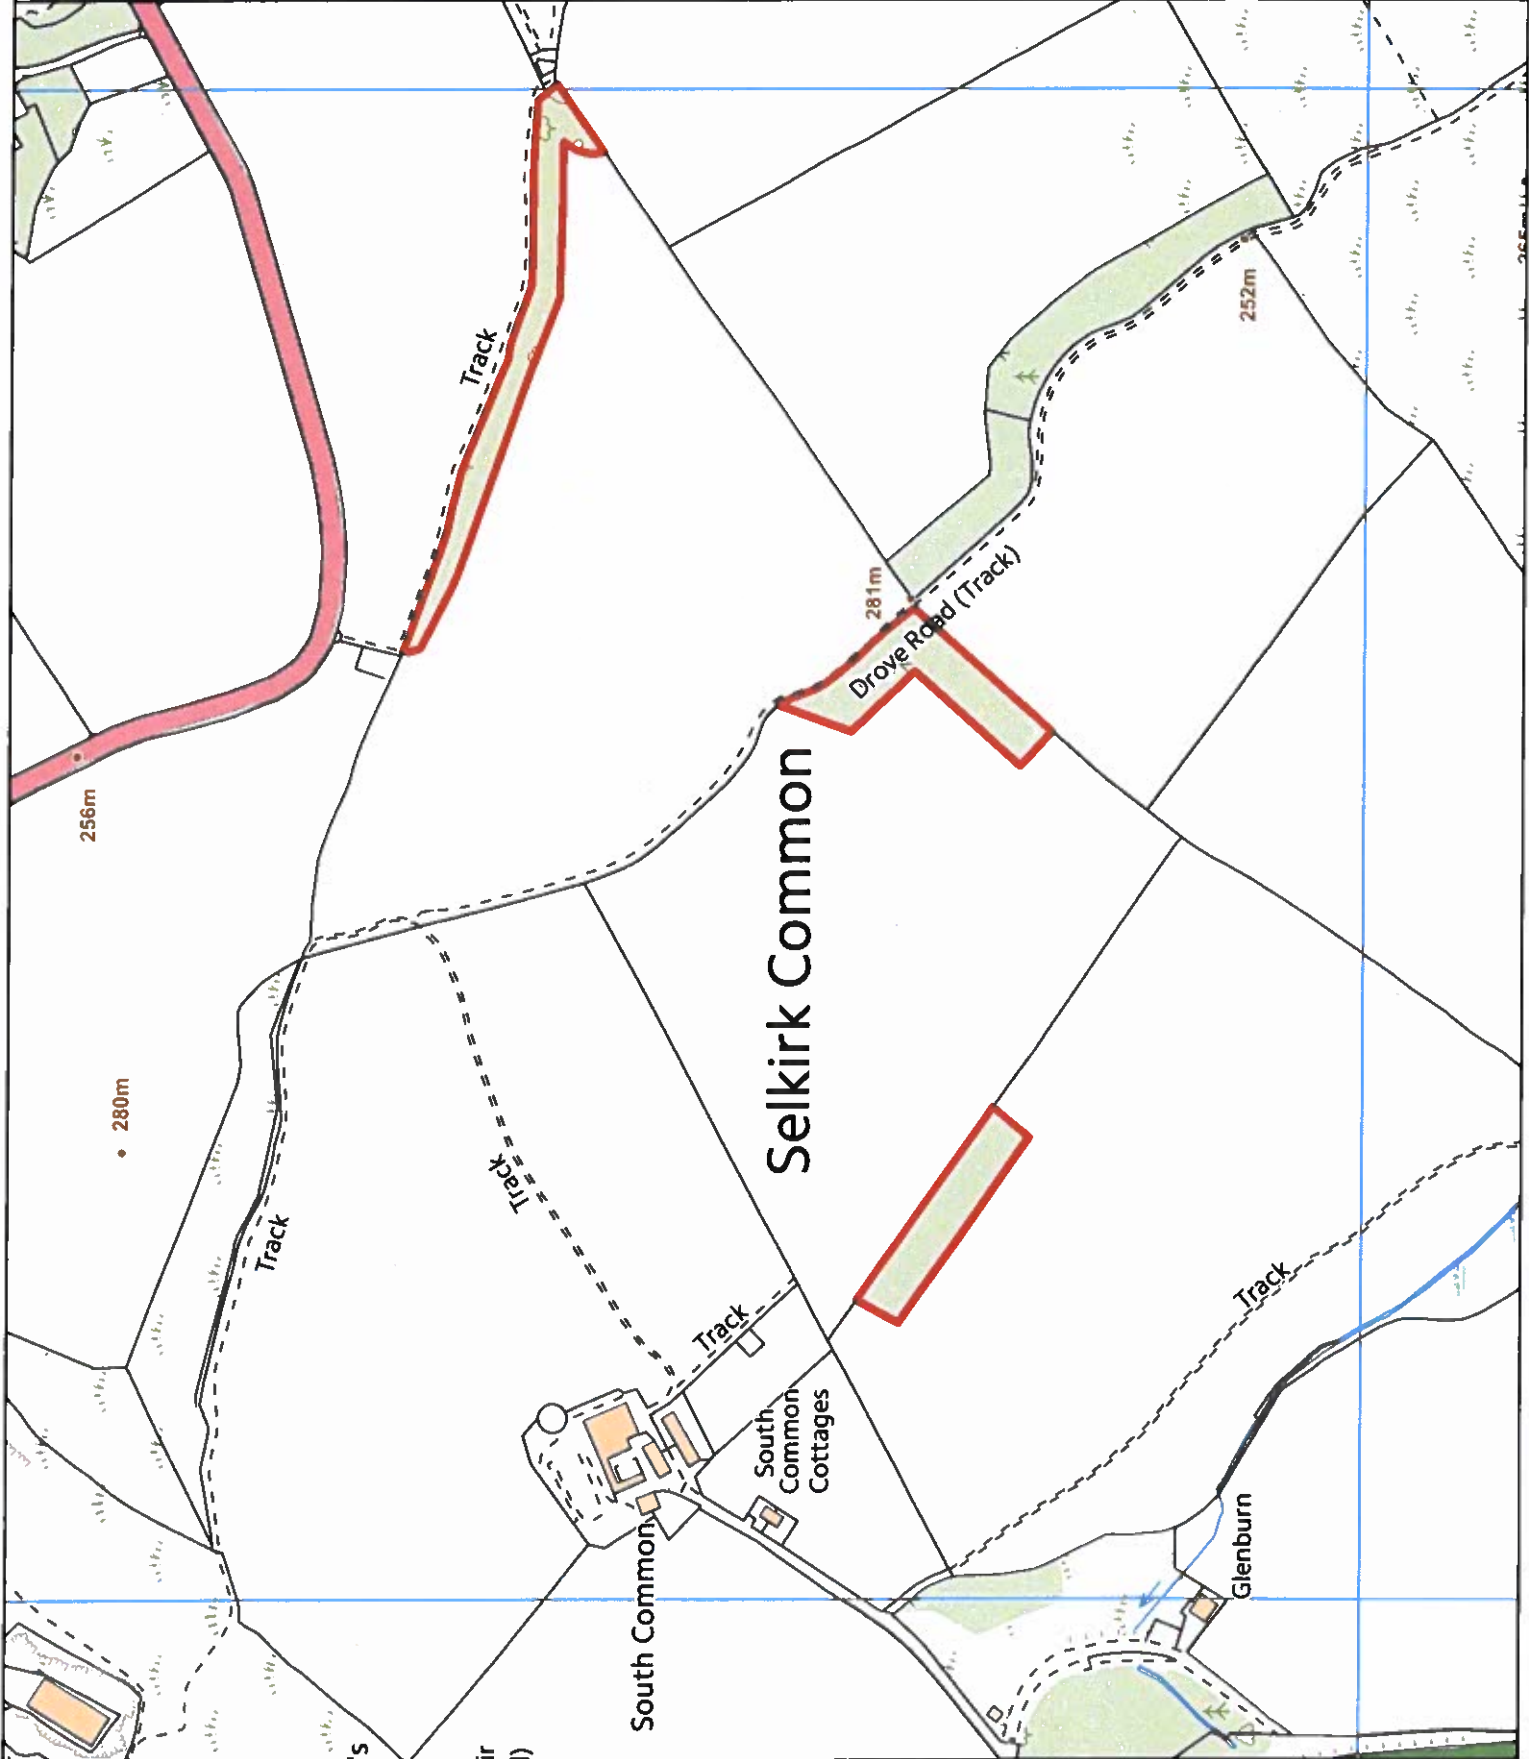 256m
280m
Track
Track
Track
Track
281m
Drove Road (Track)
252m
Selkirk Common
South Common
South
Common
Cottages
Track
Glenburn